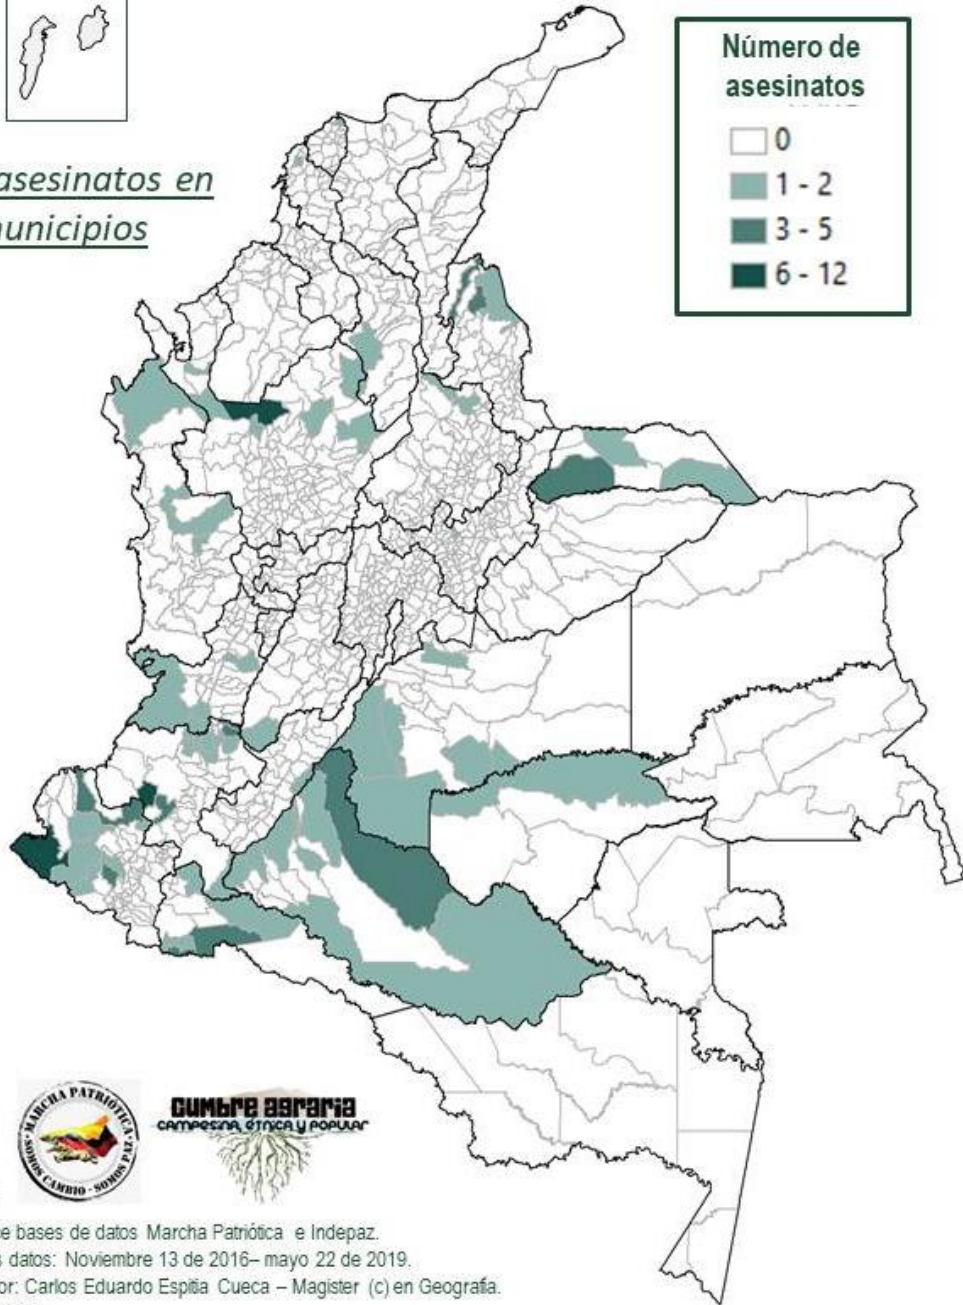 Número de
asesinatos
0
1 - 2
3 - 5
6 - 12
asesinatos en
unicipios
MARCHA PATRIÓTICA
SOMOS CAMBIO - SOMOS PAZ
CUMBRE agraria
campesina, étnica y popular
e bases de datos Marcha Patriótica e Indepaz.
s datos: Noviembre 13 de 2016– mayo 22 de 2019.
or: Carlos Eduardo Espitia Cueca – Magister (c) en Geografía.